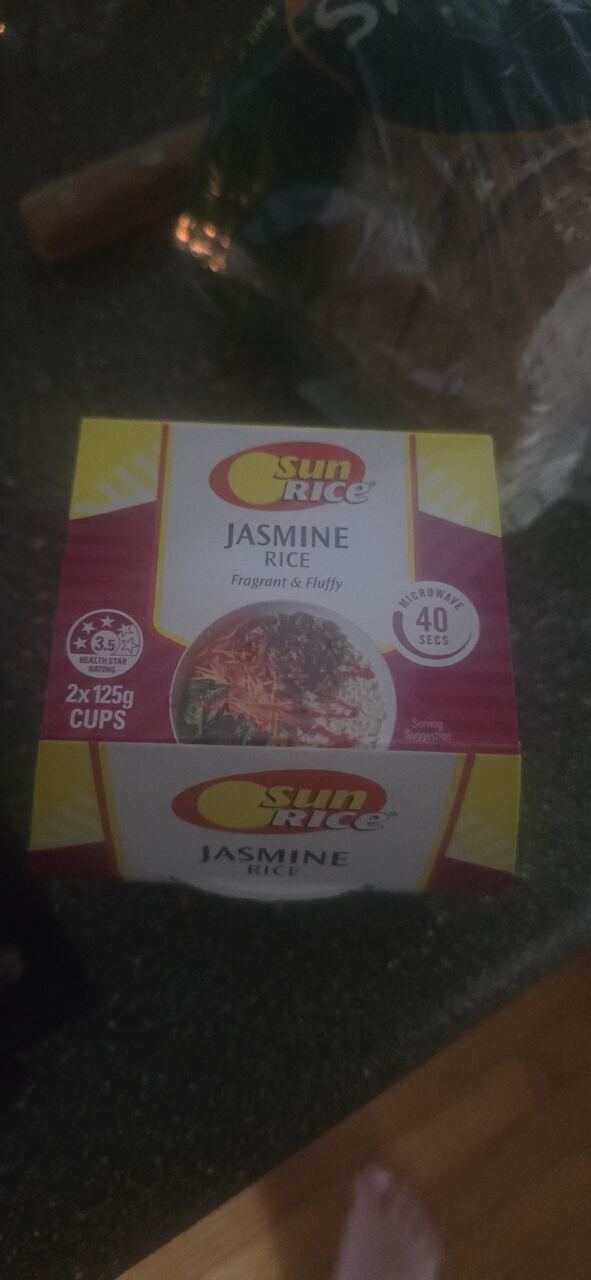 Sun
RICE®
JASMINE
RICE
Fragrant & Fluffy
MICROWAVE
40
SECS
3.5
HEALTH STAR
RATING
2x125g
CUPS
Serving
Suggestion
Sun
RICE®
JASMINE
RICE